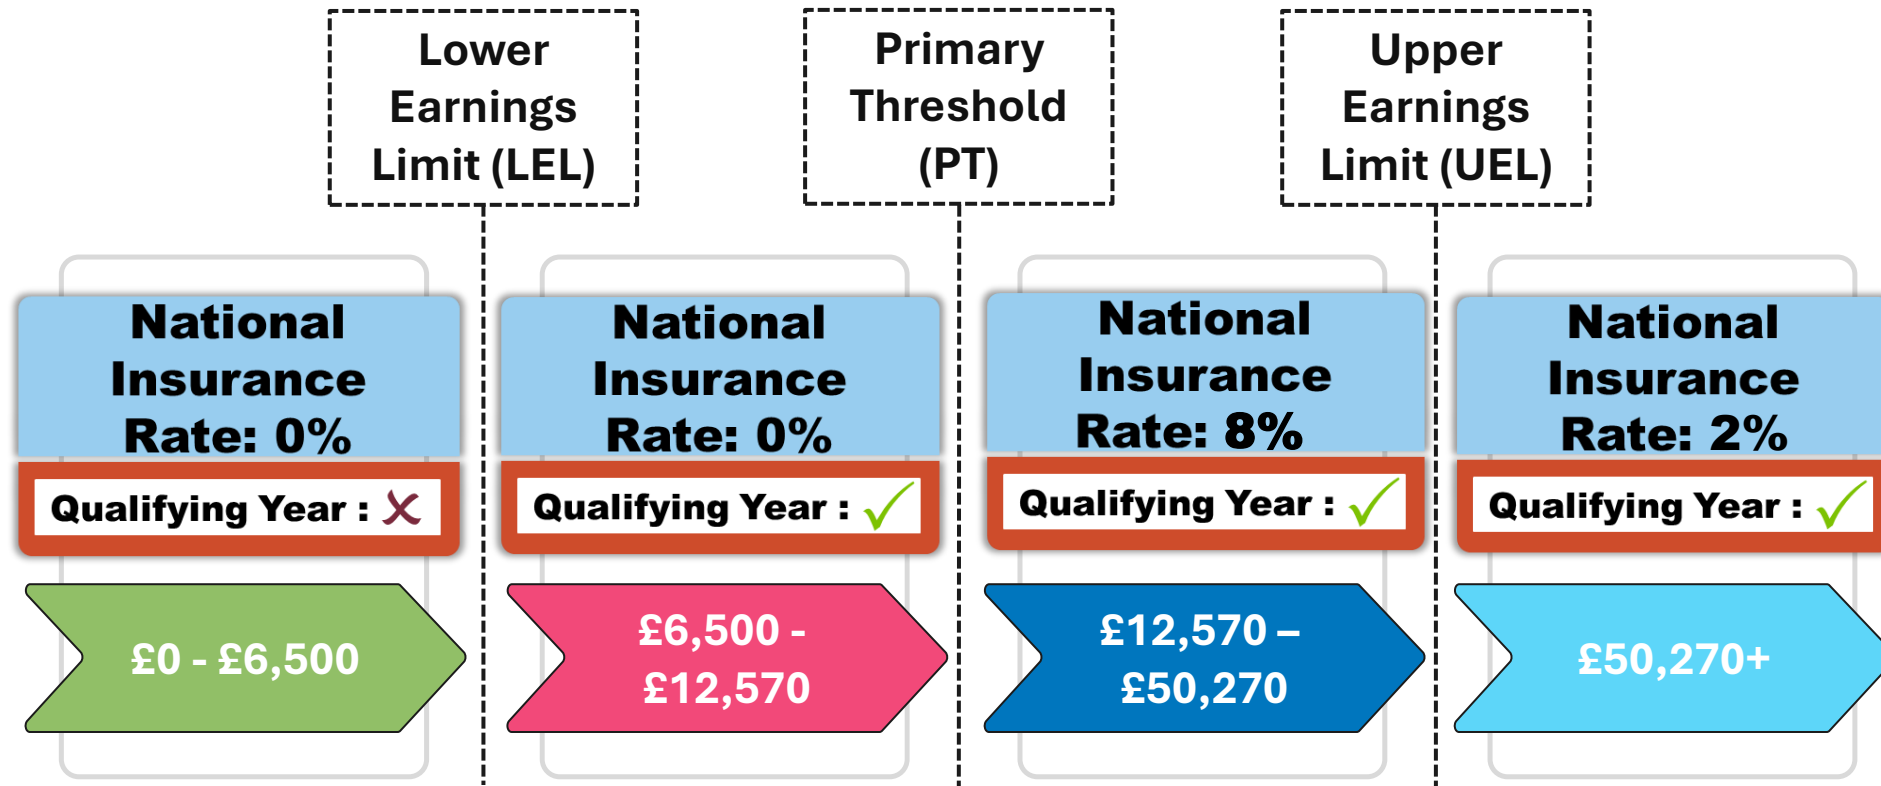 Lower
Earnings
Limit (LEL)
Primary
Threshold
(PT)
Upper
Earnings
Limit (UEL)
National
Insurance
Rate: 0%
Qualifying Year : ✗
£0 - £6,500
National
Insurance
Rate: 0%
Qualifying Year : ✓
£6,500 -
£12,570
National
Insurance
Rate: 8%
Qualifying Year : ✓
£12,570 –
£50,270
National
Insurance
Rate: 2%
Qualifying Year : ✓
£50,270+